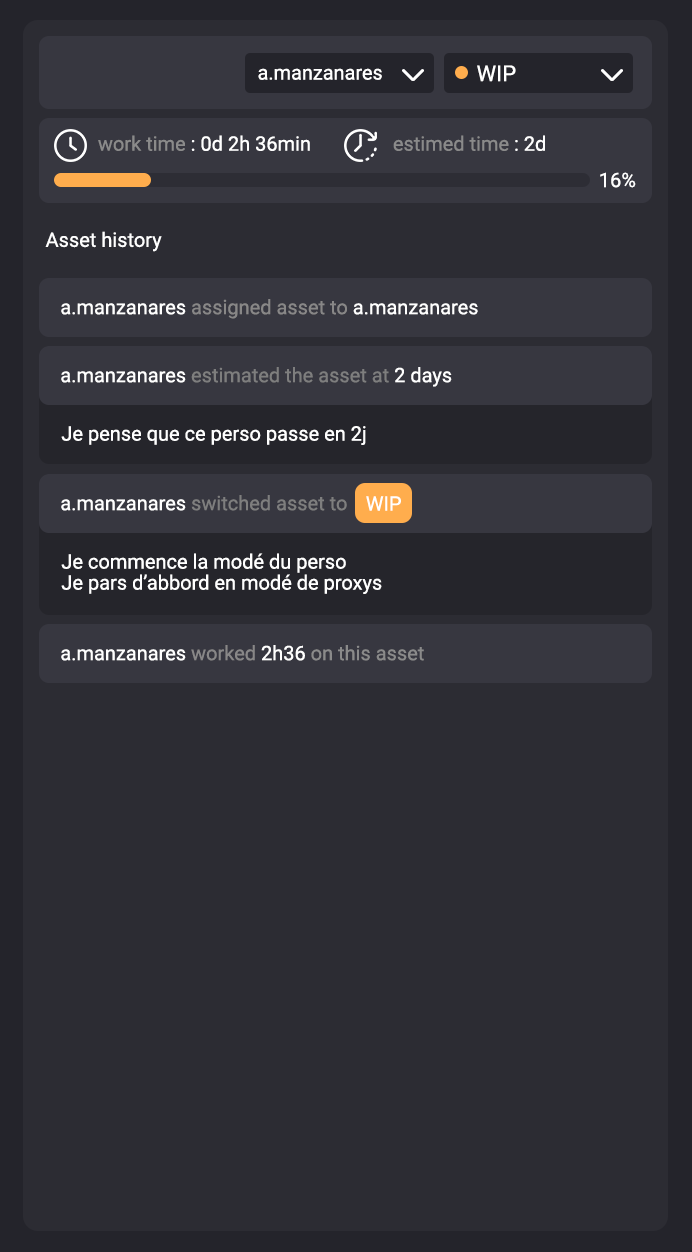 a.manzanares
WIP
work time : 0d 2h 36min
estimed time : 2d
16%
Asset history
a.manzanares assigned asset to a.manzanares
a.manzanares estimated the asset at 2 days
Je pense que ce perso passe en 2j
a.manzanares switched asset to WIP
Je commence la modé du perso
Je pars d’abbord en modé de proxys
a.manzanares worked 2h36 on this asset